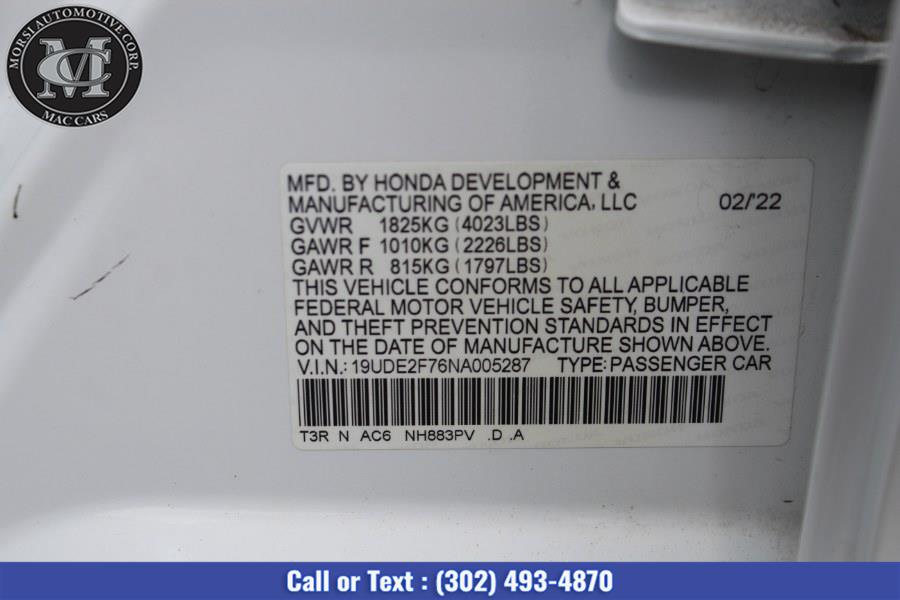 MORSI AUTOMOTIVE CORP.
MC
MAC CARS
MFD. BY HONDA DEVELOPMENT &
MANUFACTURING OF AMERICA, LLC 02/'22
GVWR 1825KG (4023LBS)
GAWR F 1010KG (2226LBS)
GAWR R 815KG (1797LBS)
THIS VEHICLE CONFORMS TO ALL APPLICABLE
FEDERAL MOTOR VEHICLE SAFETY, BUMPER,
AND THEFT PREVENTION STANDARDS IN EFFECT
ON THE DATE OF MANUFACTURE SHOWN ABOVE.
V.I.N.: 19UDE2F76NA005287 TYPE: PASSENGER CAR
T3R N AC6 NH883PV .D .A
Call or Text : (302) 493-4870